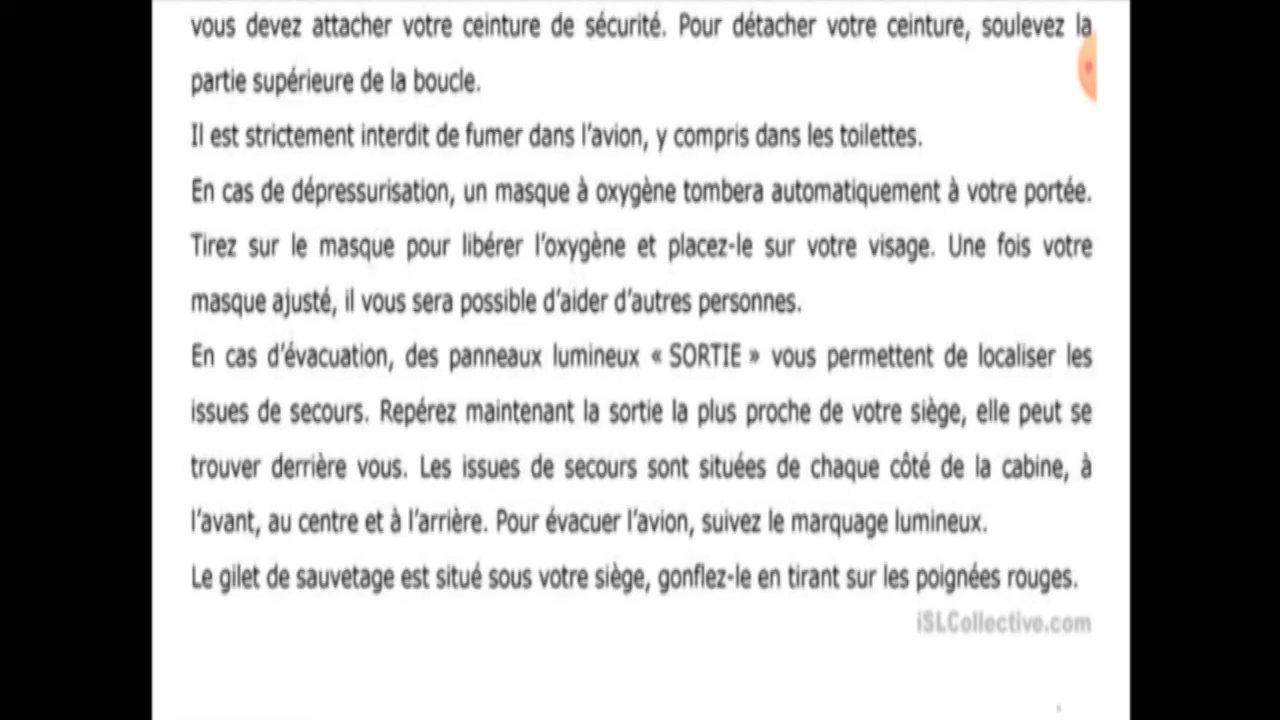 vous devez attacher votre ceinture de sécurité. Pour détacher votre ceinture, soulevez la
partie supérieure de la boucle.
Il est strictement interdit de fumer dans l'avion, y compris dans les toilettes.
En cas de dépressurisation, un masque à oxygène tombera automatiquement à votre portée.
Tirez sur le masque pour libérer l'oxygène et placez-le sur votre visage. Une fois votre
masque ajusté, il vous sera possible d'aider d'autres personnes.
En cas d'évacuation, des panneaux lumineux « SORTIE » vous permettent de localiser les
issues de secours. Repérez maintenant la sortie la plus proche de votre siège, elle peut se
trouver derrière vous. Les issues de secours sont situées de chaque côté de la cabine, à
l'avant, au centre et à l'arrière. Pour évacuer l'avion, suivez le marquage lumineux.
Le gilet de sauvetage est situé sous votre siège, gonflez-le en tirant sur les poignées rouges.
iSLCollective.com